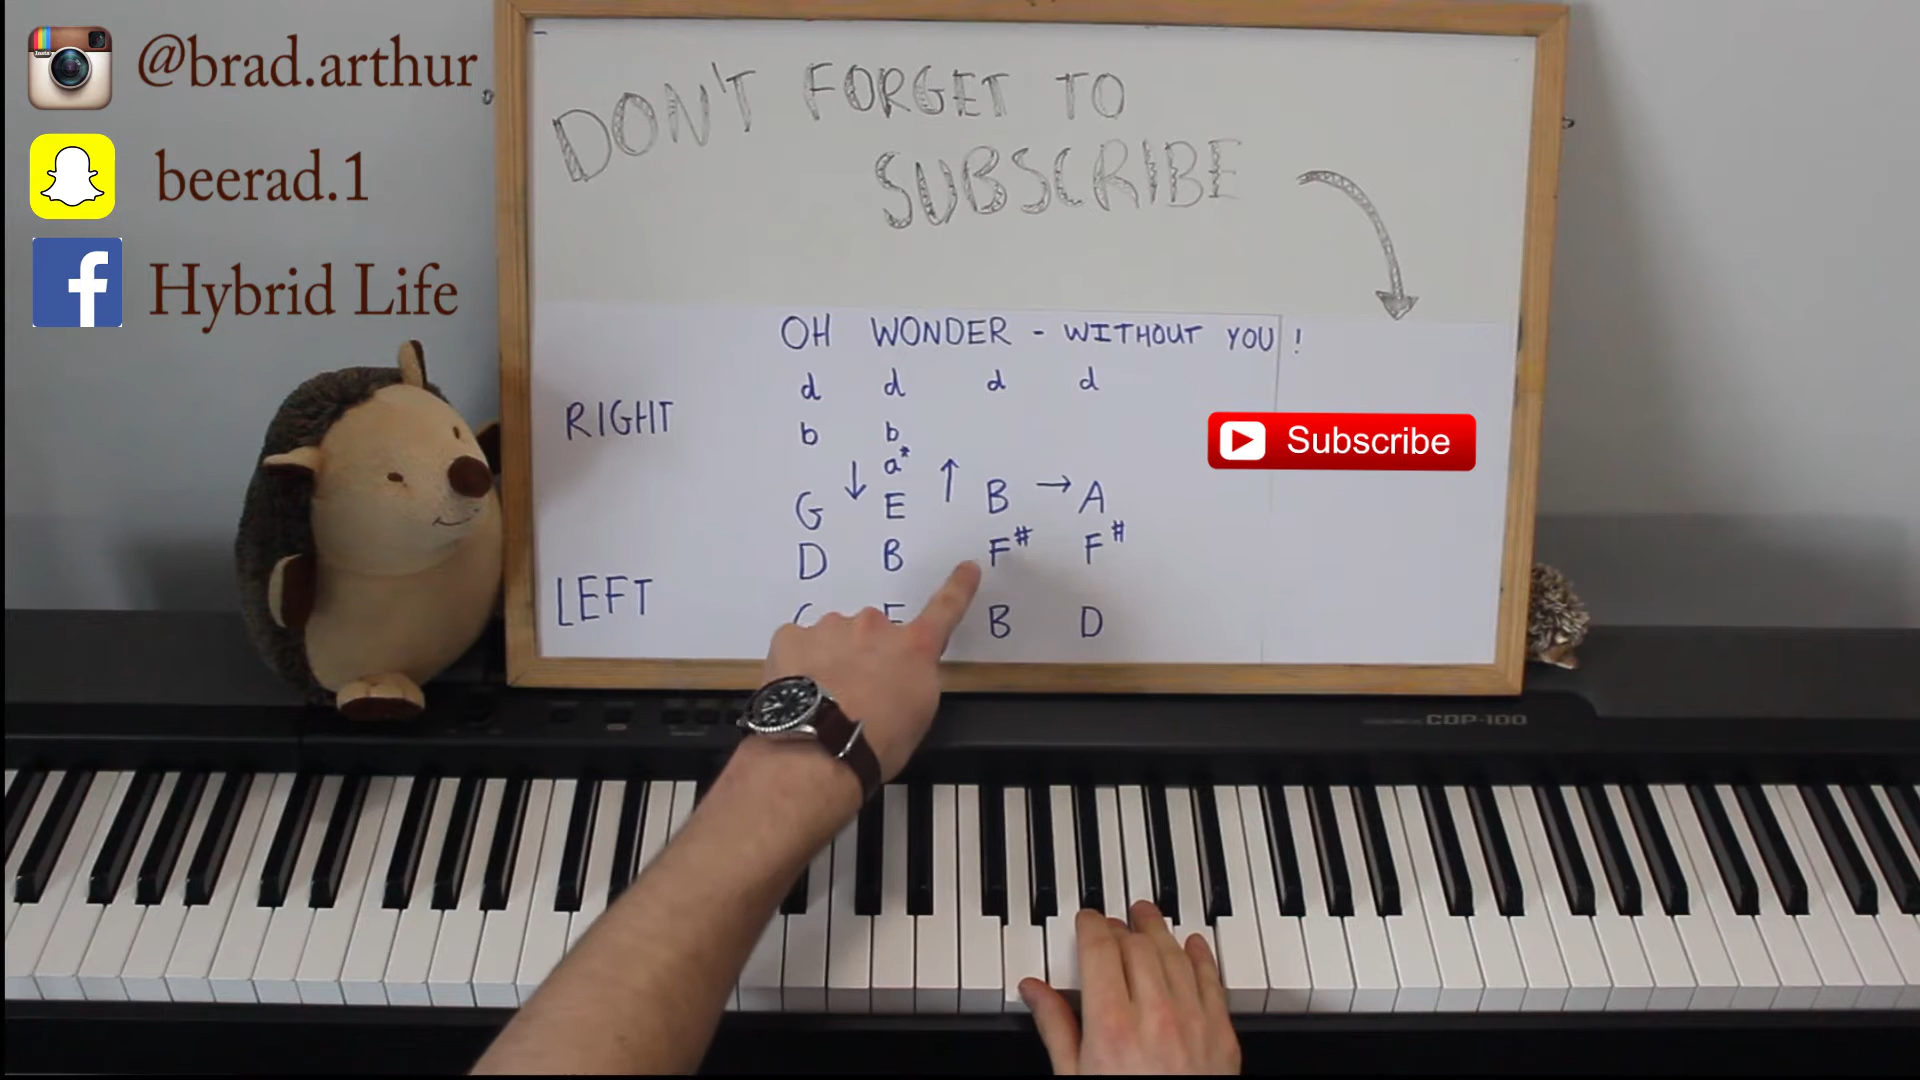 @brad.arthur
beerad.1
Hybrid Life
DON'T FORGET TO
SUBSCRIBE
OH WONDER - WITHOUT YOU !
d d d d
RIGHT
b b
a*
G ↓ E ↑ B → A
D B F# F#
LEFT
B D
Subscribe
CDP-100